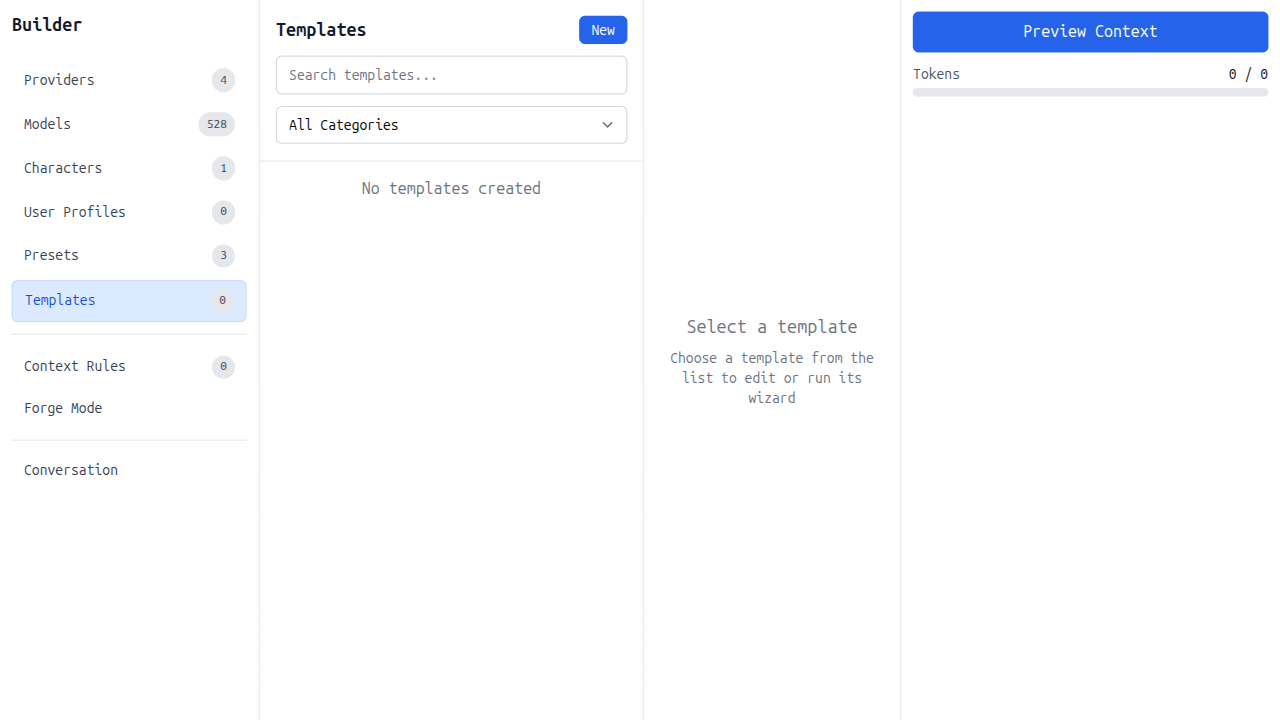 Builder
Providers 4
Models 528
Characters 1
User Profiles 0
Presets 3
Templates 0
Context Rules 0
Forge Mode
Conversation
Templates New
Search templates...
All Categories
No templates created
Select a template
Choose a template from the
list to edit or run its
wizard
Preview Context
Tokens 0 / 0